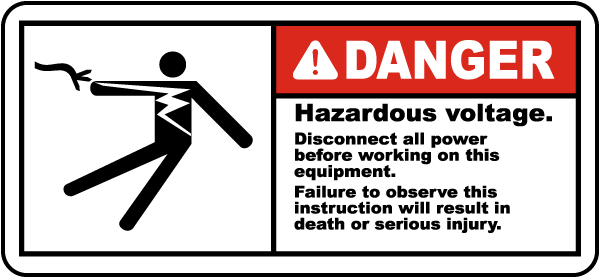 DANGER
Hazardous voltage.
Disconnect all power
before working on this
equipment.
Failure to observe this
instruction will result in
death or serious injury.